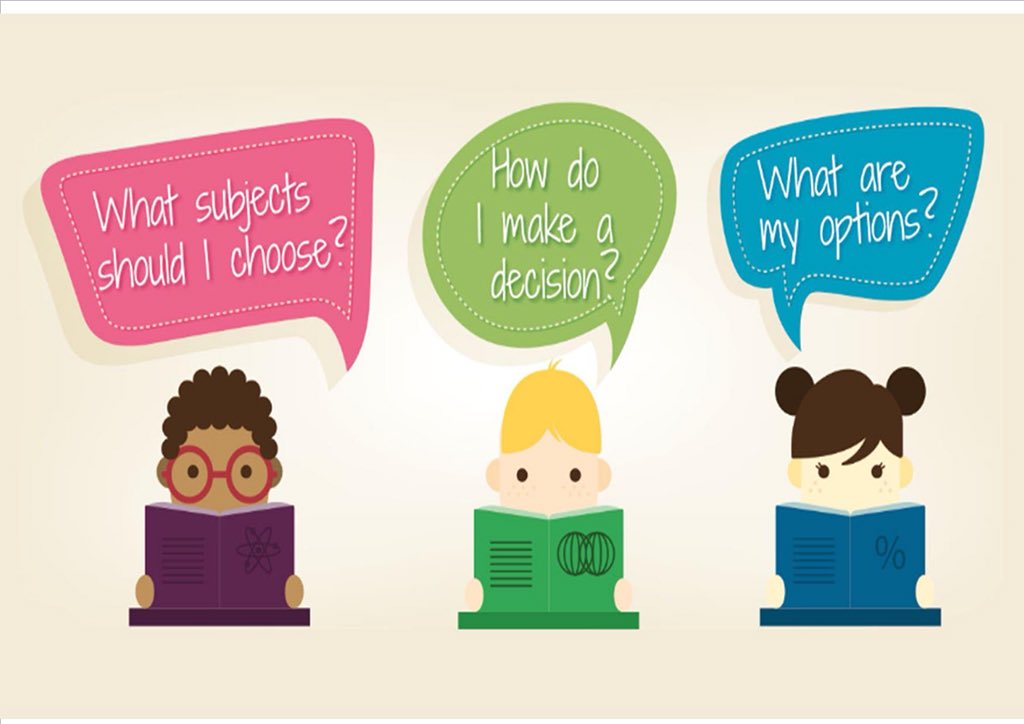 What subjects
should I choose?
How do
I make a
decision?
What are
my options?
%